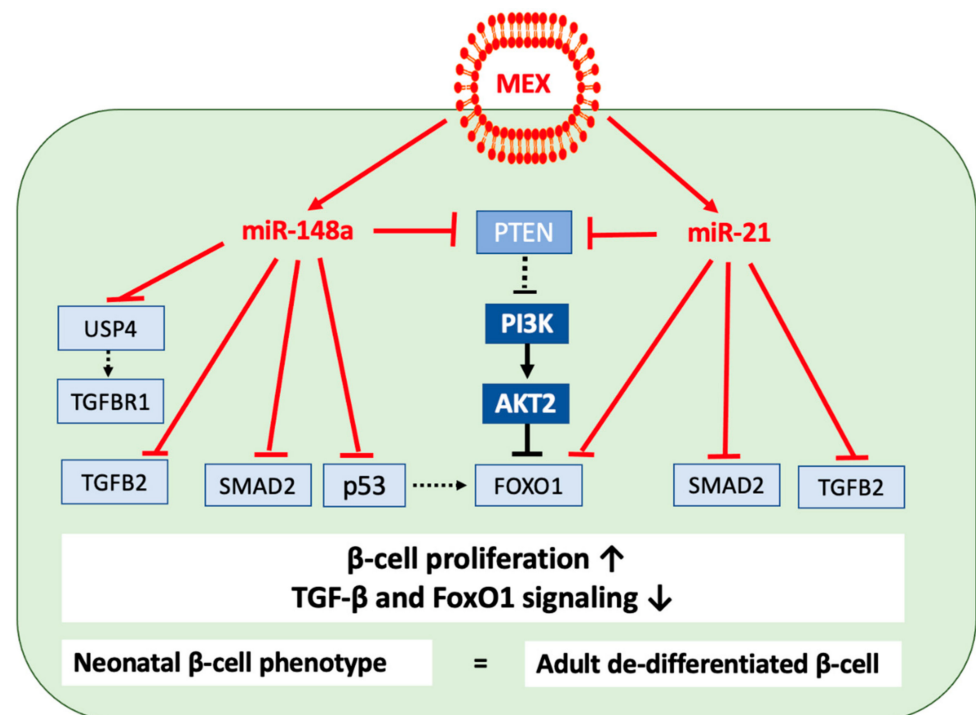 MEX
miR-148a
PTEN
miR-21
USP4
PI3K
TGFBR1
AKT2
TGFB2
SMAD2
p53
FOXO1
SMAD2
TGFB2
β-cell proliferation ↑
TGF-β and FoxO1 signaling ↓
Neonatal β-cell phenotype = Adult de-differentiated β-cell